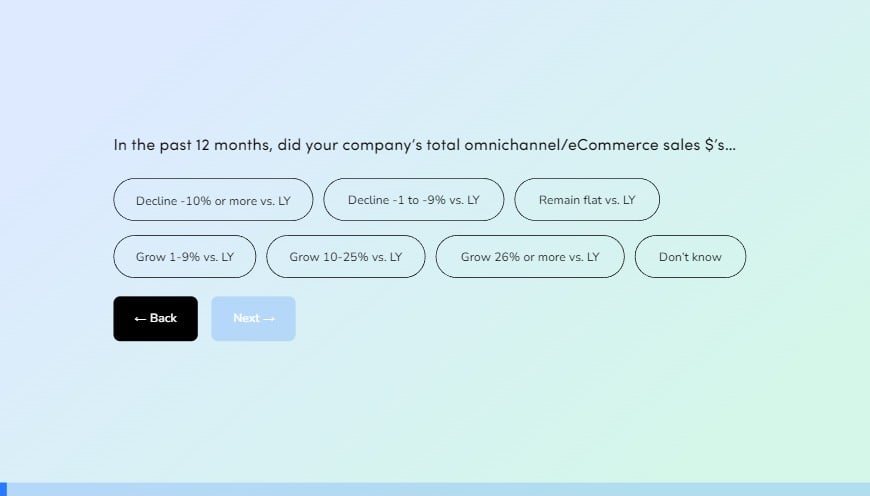 In the past 12 months, did your company’s total omnichannel/eCommerce sales $’s...
Decline -10% or more vs. LY Decline -1 to -9% vs. LY Remain flat vs. LY
Grow 1-9% vs. LY Grow 10-25% vs. LY Grow 26% or more vs. LY Don’t know
← Back Next →